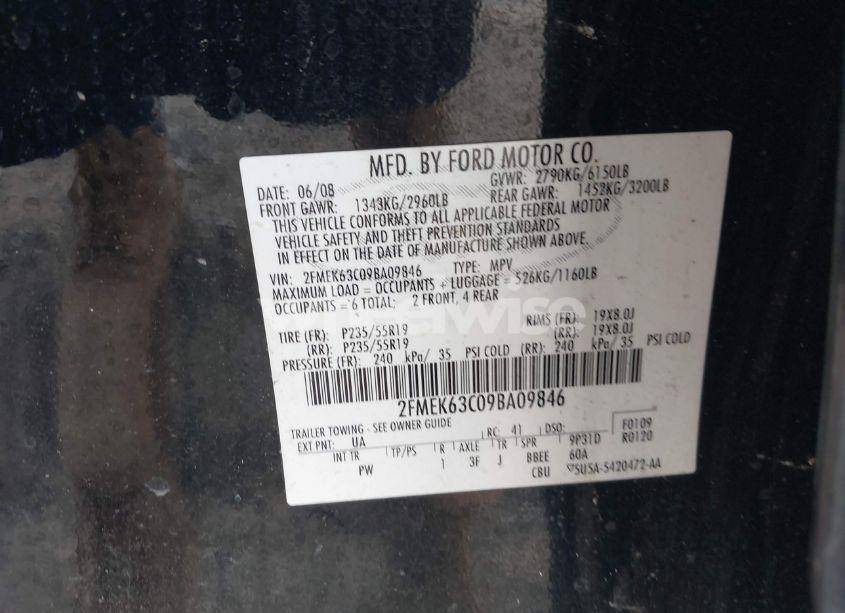 MFD. BY FORD MOTOR CO.
DATE: 06/08 GVWR: 2790KG/6150LB
FRONT GAWR: 1343KG/2960LB REAR GAWR: 1452KG/3200LB
THIS VEHICLE CONFORMS TO ALL APPLICABLE FEDERAL MOTOR
VEHICLE SAFETY AND THEFT PREVENTION STANDARDS
IN EFFECT ON THE DATE OF MANUFACTURE SHOWN ABOVE.
VIN: 2FMEK63C09BA09846 TYPE: MPV
MAXIMUM LOAD = OCCUPANTS + LUGGAGE = 526KG/1160LB
OCCUPANTS = 6 TOTAL: 2 FRONT, 4 REAR
TIRE (FR): P235/55R19 RIMS (FR): 19X8.0J
(RR): P235/55R19 (RR): 19X8.0J
PRESSURE (FR): 240 kPa/ 35 PSI COLD (RR): 240 kPa/ 35 PSI COLD
2FMEK63C09BA09846
TRAILER TOWING - SEE OWNER GUIDE
EXT PNT: UA RC: 41 DSO: F0109
INT TR TP/PS R AXLE TR SPR 9P31D R0120
PW 1 3F J BBEE 60A
CBU 5U5A-5420472-AA
wise